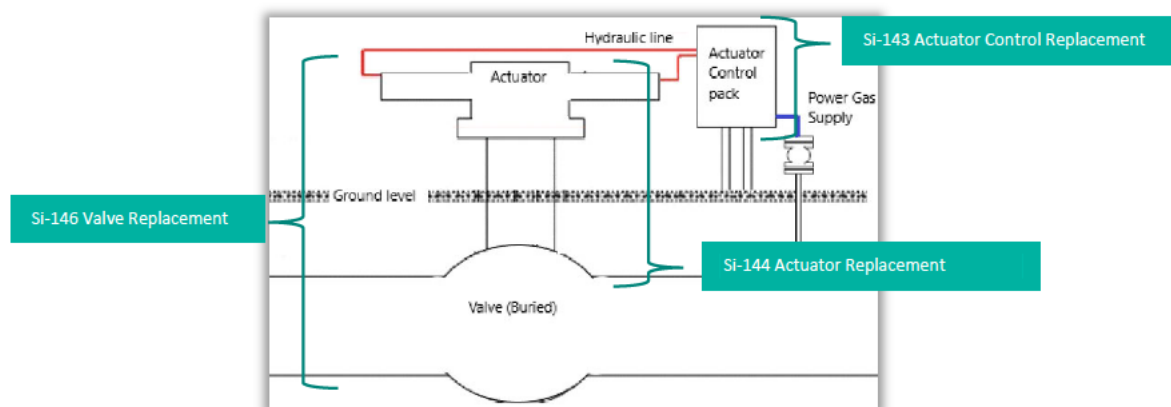 Hydraulic line
Actuator
Control
pack
Si-143 Actuator Control Replacement
Actuator
Power Gas
Supply
Ground level
Si-146 Valve Replacement
Si-144 Actuator Replacement
Valve (Buried)